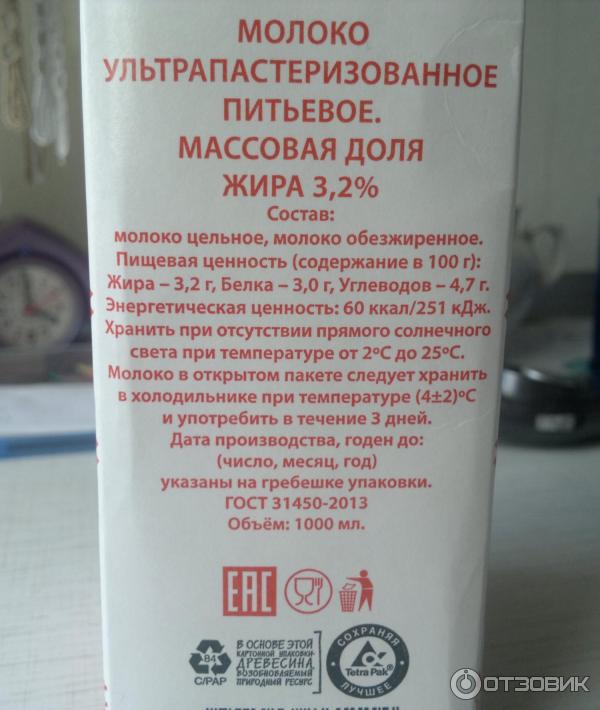 МОЛОКО
УЛЬТРАПАСТЕРИЗОВАННОЕ
ПИТЬЕВОЕ.
МАССОВАЯ ДОЛЯ
ЖИРА 3,2%
Состав:
молоко цельное, молоко обезжиренное.
Пищевая ценность (содержание в 100 г):
Жира – 3,2 г, Белка – 3,0 г, Углеводов – 4,7 г.
Энергетическая ценность: 60 ккал/251 кДж.
Хранить при отсутствии прямого солнечного
света при температуре от 2ºС до 25ºС.
Молоко в открытом пакете следует хранить
в холодильнике при температуре (4±2)ºС
и употребить в течение 3 дней.
Дата производства, годен до:
(число, месяц, год)
указаны на гребешке упаковки.
ГОСТ 31450-2013
Объём: 1000 мл.
EAC
84
C/PAP
В ОСНОВЕ ЭТОЙ
КАРТОННОЙ УПАКОВКИ-
ДРЕВЕСИНА,
ВОЗОБНОВЛЯЕМЫЙ
ПРИРОДНЫЙ РЕСУРС
СОХРАНЯЯ
Tetra Pak
ЛУЧШЕЕ
ОТЗОВИК